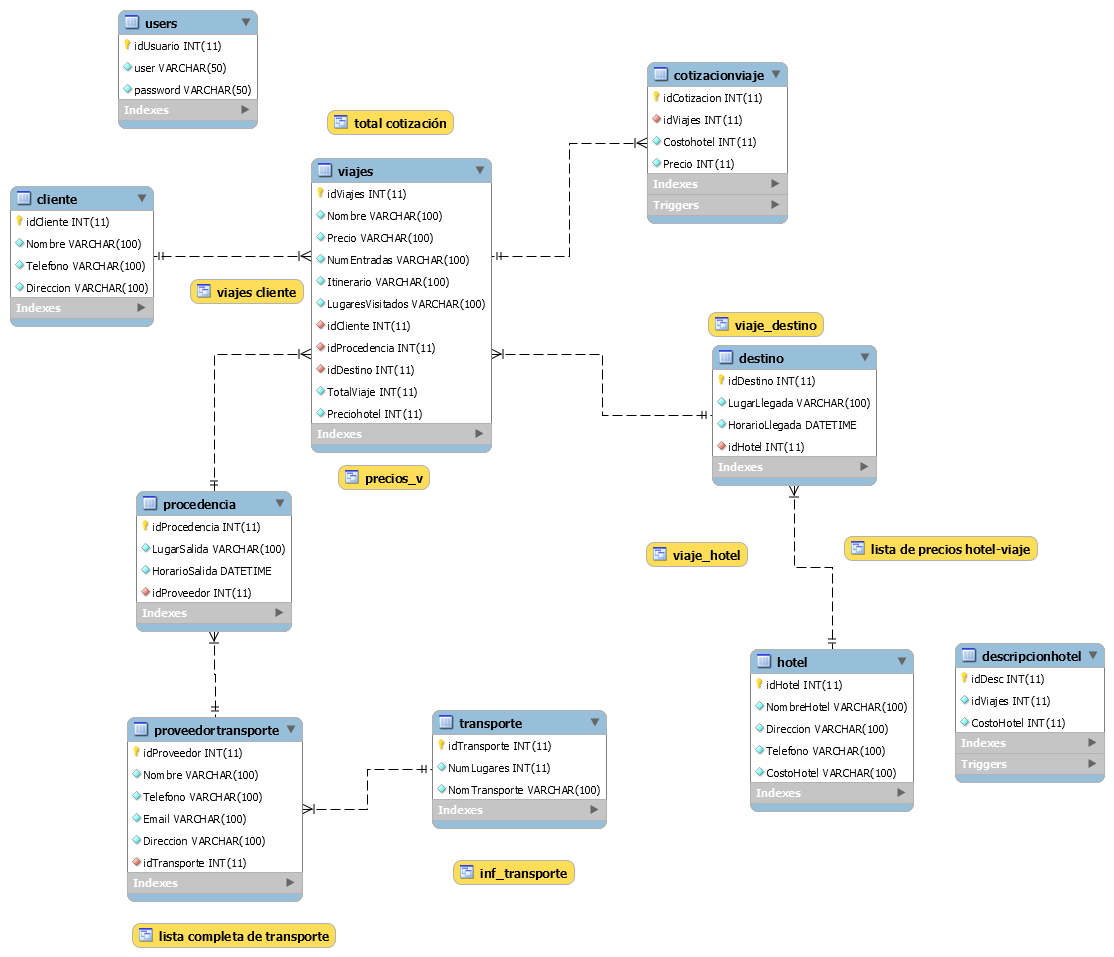 users
idUsuario INT(11)
user VARCHAR(50)
password VARCHAR(50)
Indexes
cotizacionviaje
idCotizacion INT(11)
idViajes INT(11)
Costohotel INT(11)
Precio INT(11)
Indexes
Triggers
total cotización
viajes
idViajes INT(11)
Nombre VARCHAR(100)
Precio VARCHAR(100)
NumEntradas VARCHAR(100)
Itinerario VARCHAR(100)
LugaresVisitados VARCHAR(100)
idCliente INT(11)
idProcedencia INT(11)
idDestino INT(11)
TotalViaje INT(11)
Preciohotel INT(11)
Indexes
cliente
idCliente INT(11)
Nombre VARCHAR(100)
Telefono VARCHAR(100)
Direccion VARCHAR(100)
Indexes
viajes cliente
viaje_destino
destino
idDestino INT(11)
LugarLlegada VARCHAR(100)
HorarioLlegada DATETIME
idHotel INT(11)
Indexes
precios_v
procedencia
idProcedencia INT(11)
LugarSalida VARCHAR(100)
HorarioSalida DATETIME
idProveedor INT(11)
Indexes
viaje_hotel
lista de precios hotel-viaje
hotel
idHotel INT(11)
NombreHotel VARCHAR(100)
Direccion VARCHAR(100)
Telefono VARCHAR(100)
CostoHotel VARCHAR(100)
Indexes
descripcionhotel
idDesc INT(11)
idViajes INT(11)
CostoHotel INT(11)
Indexes
Triggers
proveedortransporte
idProveedor INT(11)
Nombre VARCHAR(100)
Telefono VARCHAR(100)
Email VARCHAR(100)
Direccion VARCHAR(100)
idTransporte INT(11)
Indexes
transporte
idTransporte INT(11)
NumLugares INT(11)
NomTransporte VARCHAR(100)
Indexes
inf_transporte
lista completa de transporte